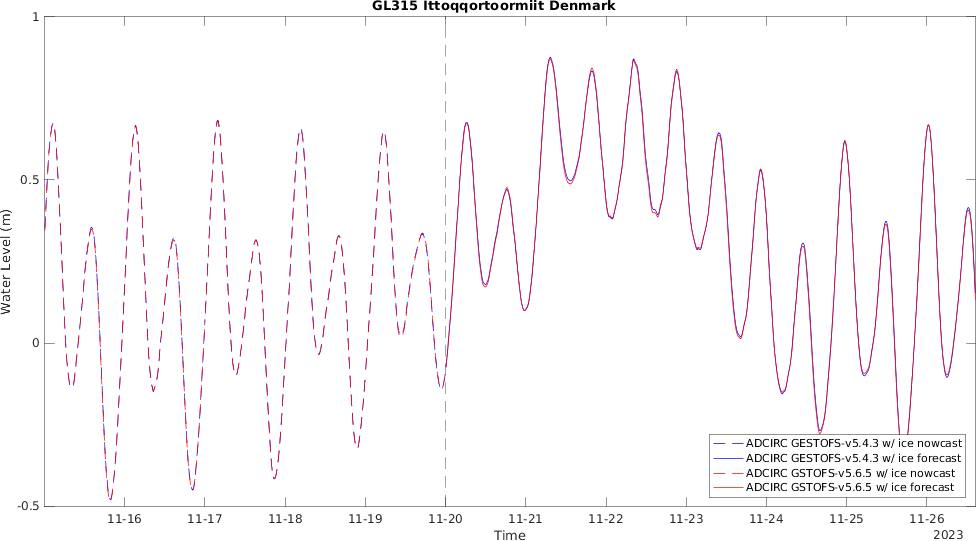 GL315 Ittoqqortoormiit Denmark
1
0.5
0
-0.5
Water Level (m)
11-16 11-17 11-18 11-19 11-20 11-21 11-22 11-23 11-24 11-25 11-26
Time
2023
ADCIRC GESTOFS-v5.4.3 w/ ice nowcast
ADCIRC GESTOFS-v5.4.3 w/ ice forecast
ADCIRC GSTOFS-v5.6.5 w/ ice nowcast
ADCIRC GSTOFS-v5.6.5 w/ ice forecast